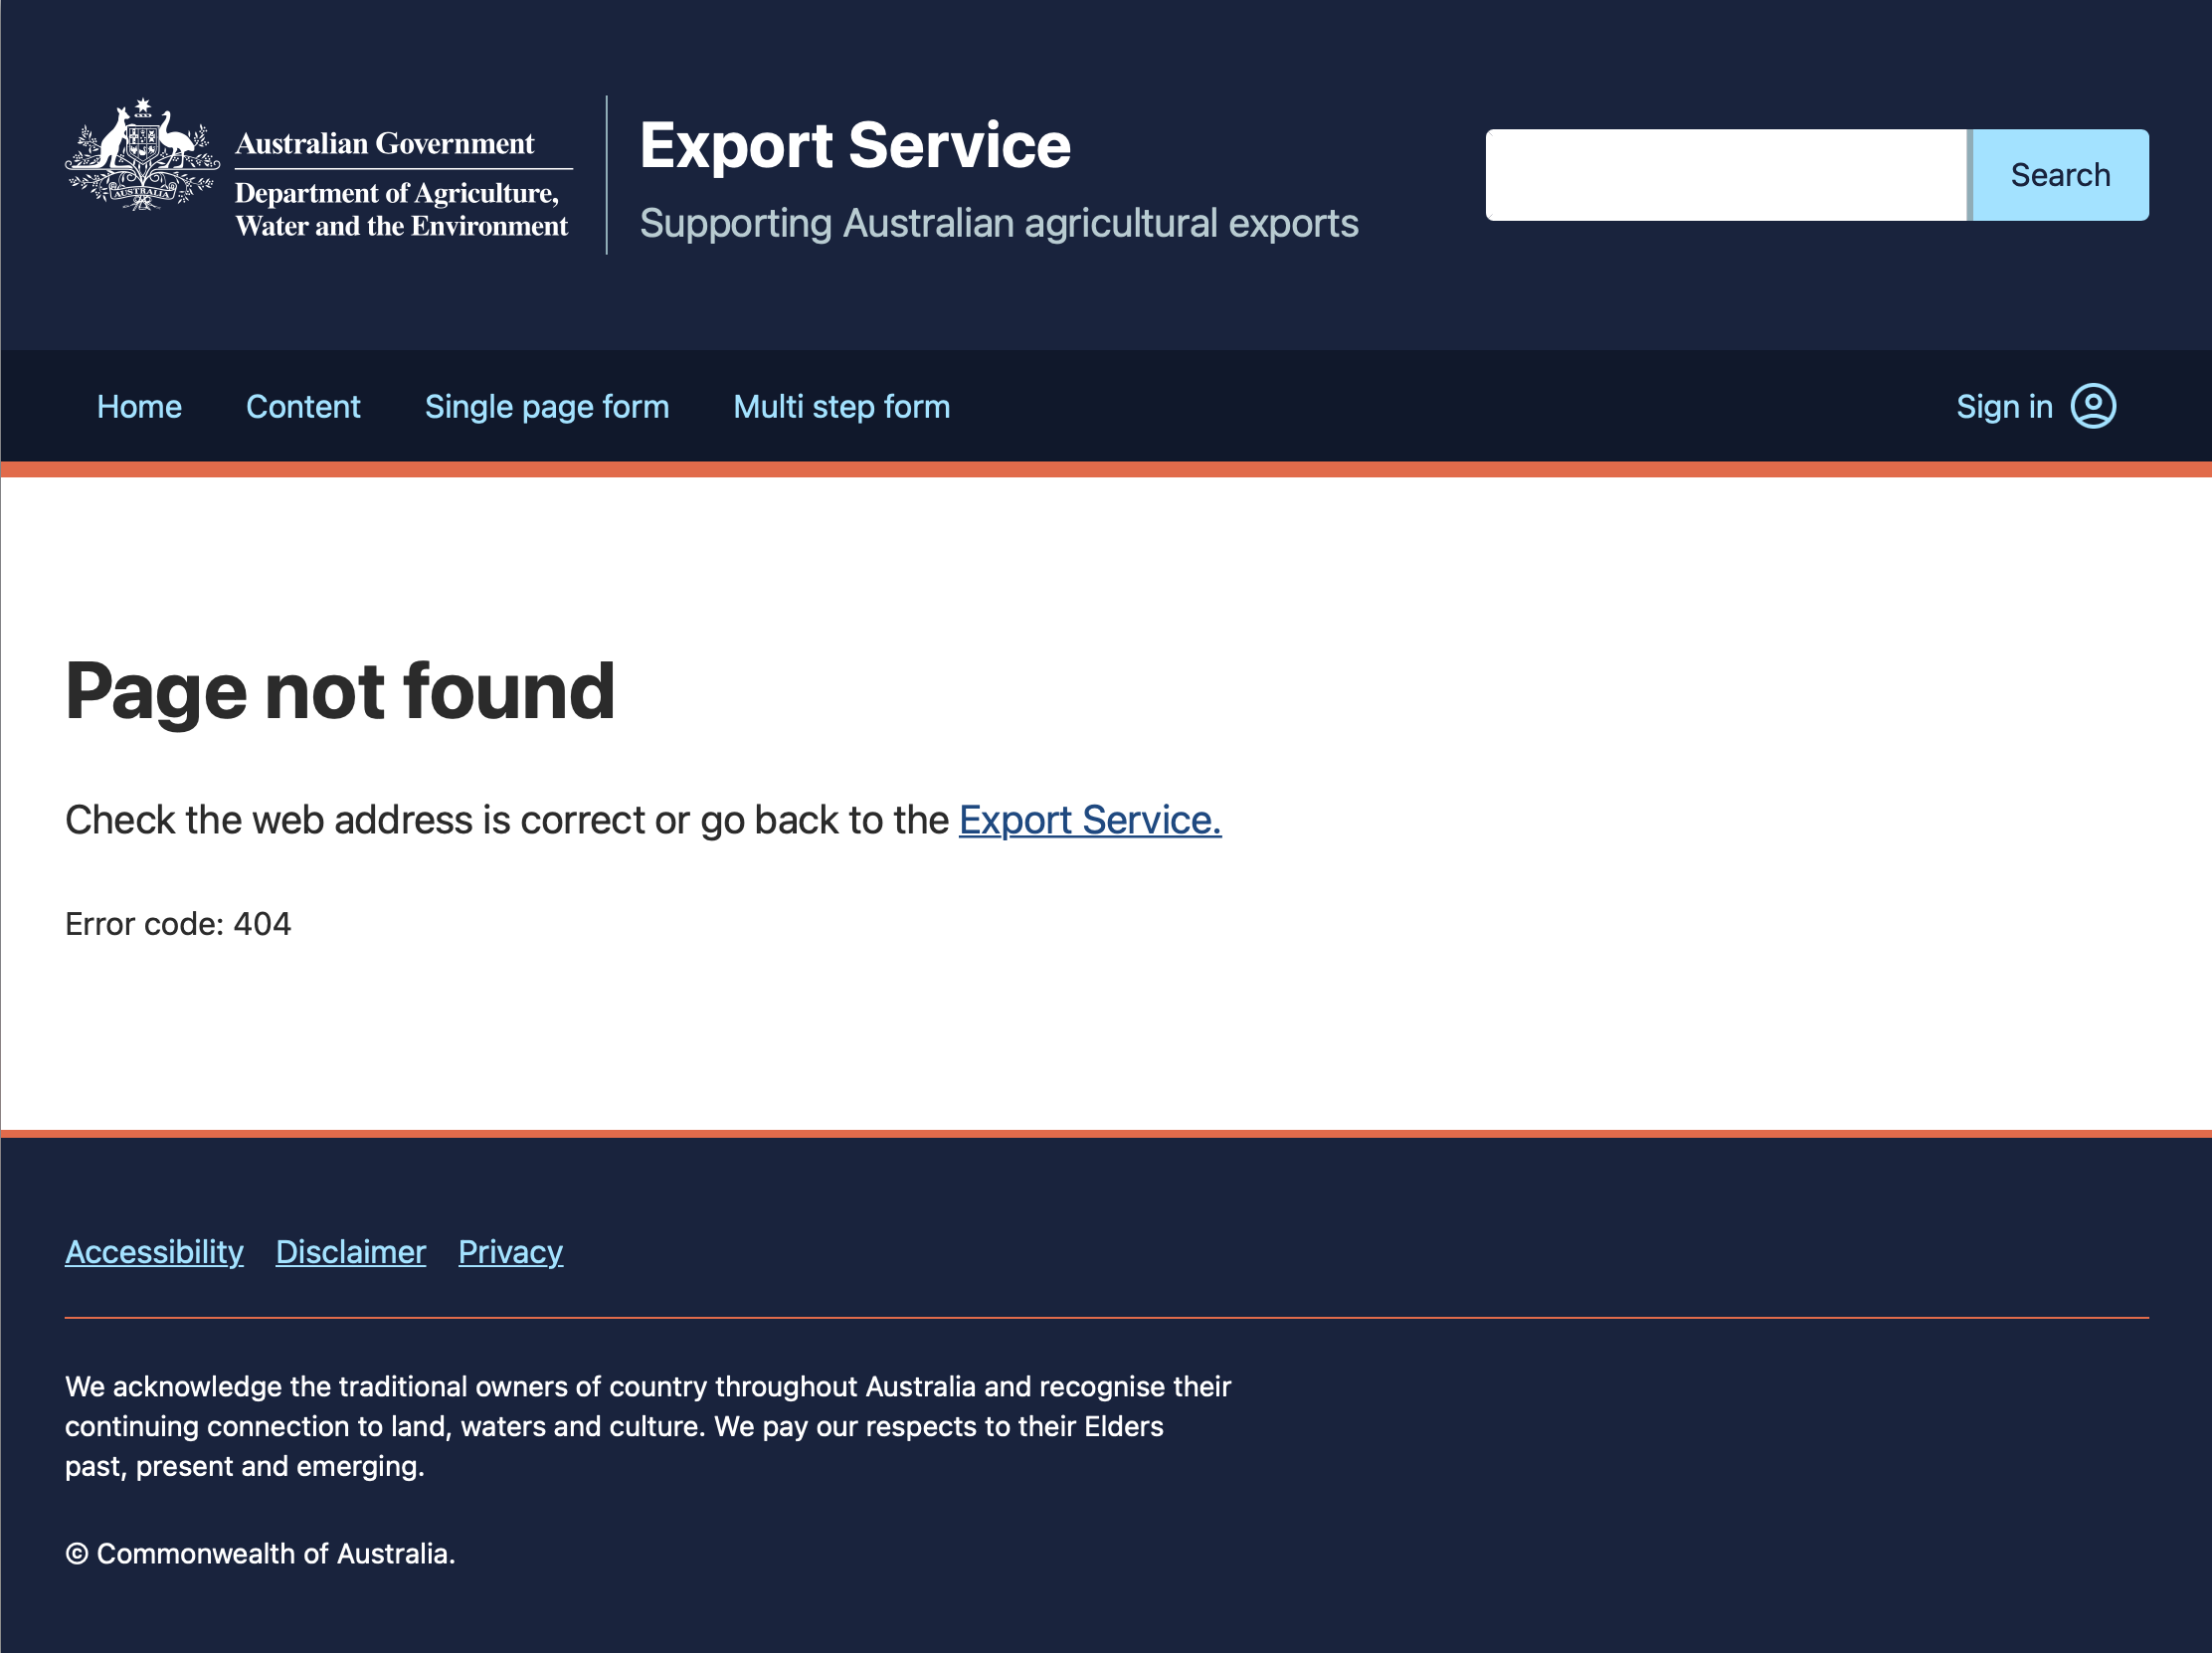 Australian Government
Department of Agriculture,
Water and the Environment
AUSTRALIA
Export Service
Supporting Australian agricultural exports
Search
Home
Content
Single page form
Multi step form
Sign in
Page not found
Check the web address is correct or go back to the Export Service.
Error code: 404
Accessibility
Disclaimer
Privacy
We acknowledge the traditional owners of country throughout Australia and recognise their
continuing connection to land, waters and culture. We pay our respects to their Elders
past, present and emerging.
© Commonwealth of Australia.